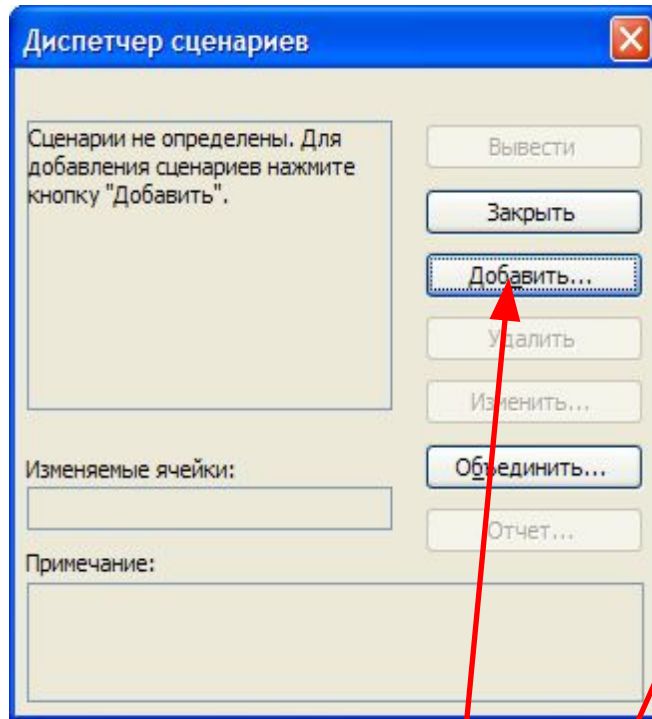 Диспетчер сценариев
Сценарии не определены. Для
добавления сценариев нажмите
кнопку "Добавить".
Вывести
Закрыть
Добавить...
Удалить
Изменить...
Изменяемые ячейки:
Объединить...
Отчет...
Примечание: